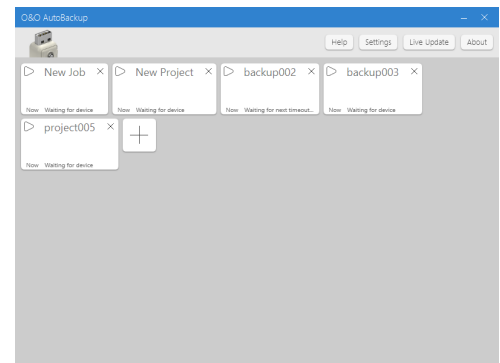 O&O AutoBackup
Help Settings Live Update About
New Job New Project backup002 backup003
Now Waiting for device Now Waiting for device Now Waiting for next timeout... Now Waiting for device
project005
Now Waiting for device